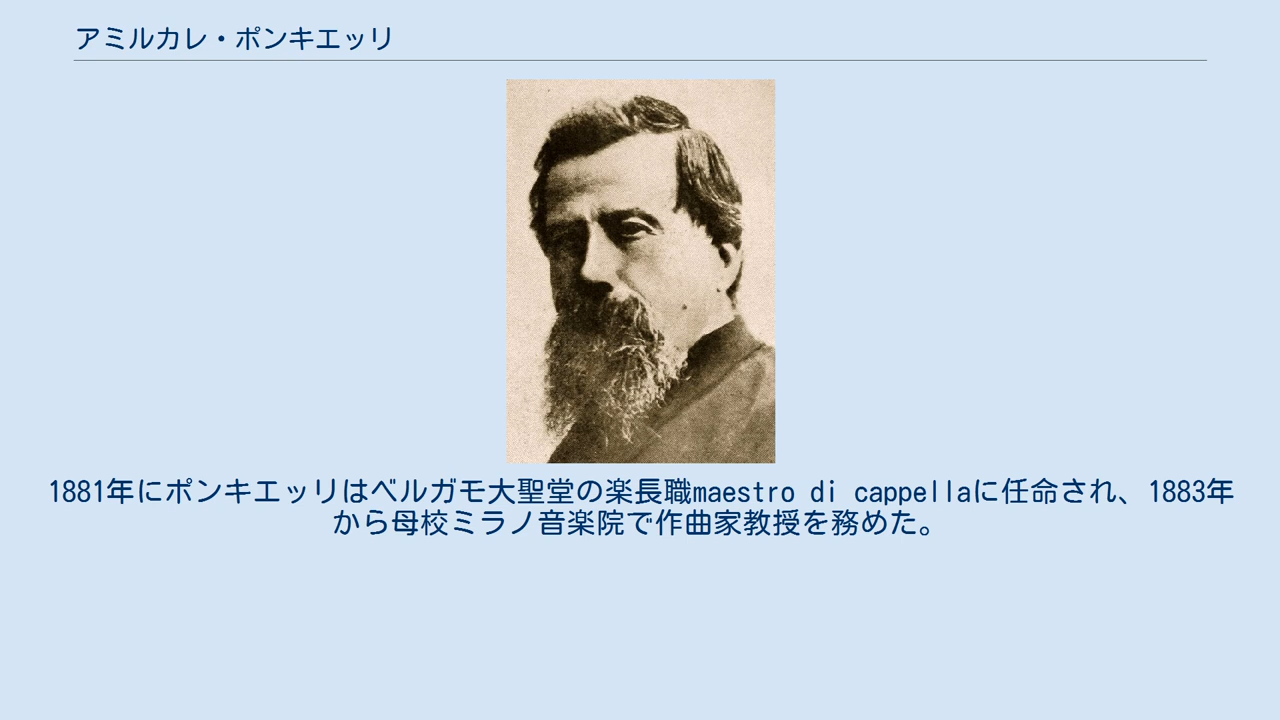 アミルカレ・ポンキエッリ
1881年にポンキエッリはベルガモ大聖堂の楽長職maestro di cappellaに任命され、1883年
から母校ミラノ音楽院で作曲家教授を務めた。